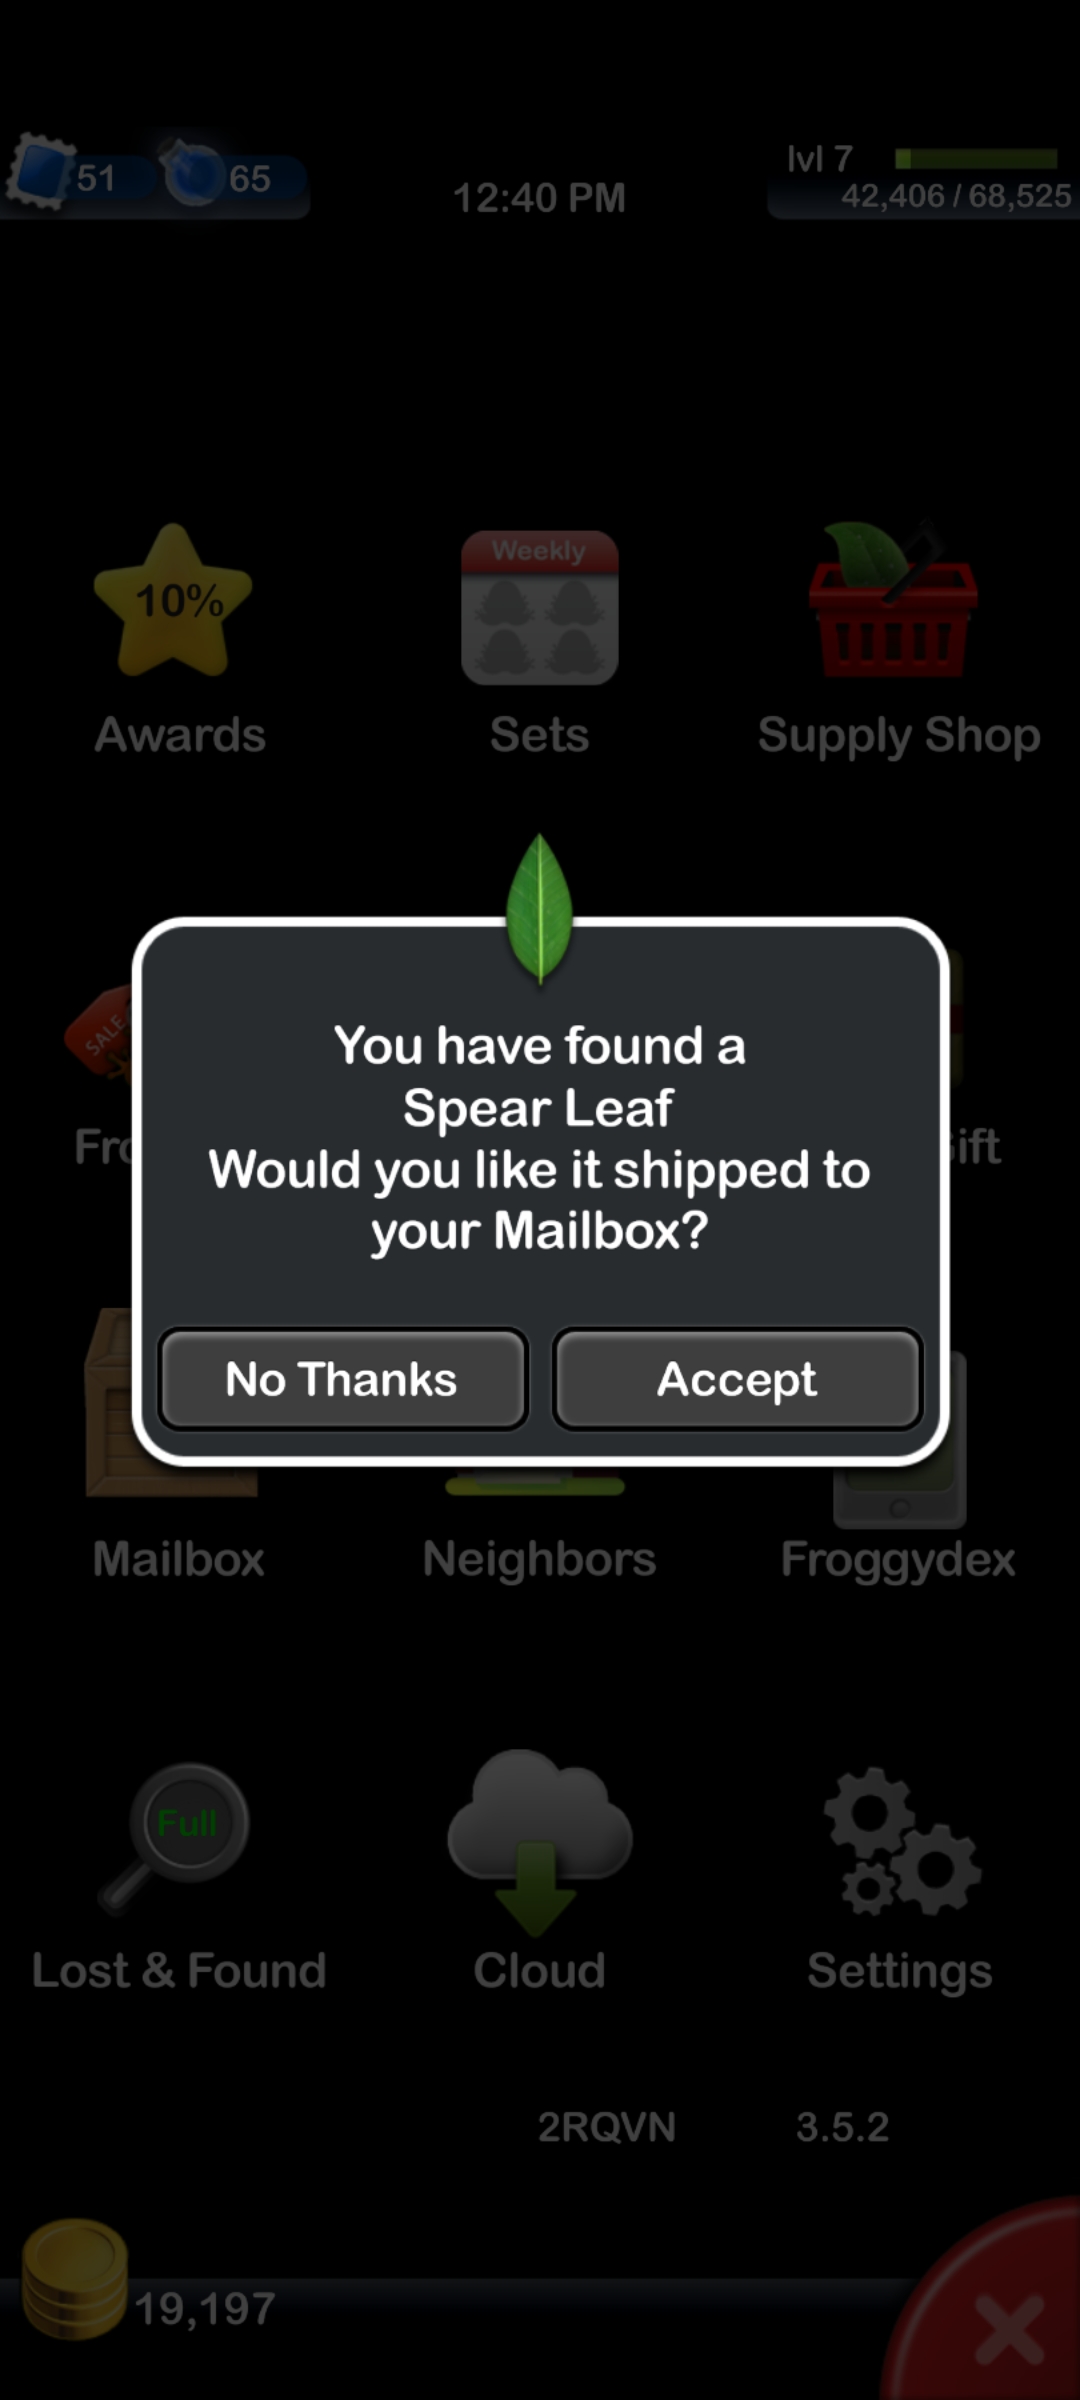 51
65
12:40 PM
lvl 7
42,406 / 68,525
10%
Weekly
Awards
Sets
Supply Shop
You have found a
Spear Leaf
Would you like it shipped to
your Mailbox?
SALE
No Thanks
Accept
Mailbox
Neighbors
Froggydex
Full
Lost & Found
Cloud
Settings
2RQVN
3.5.2
19,197